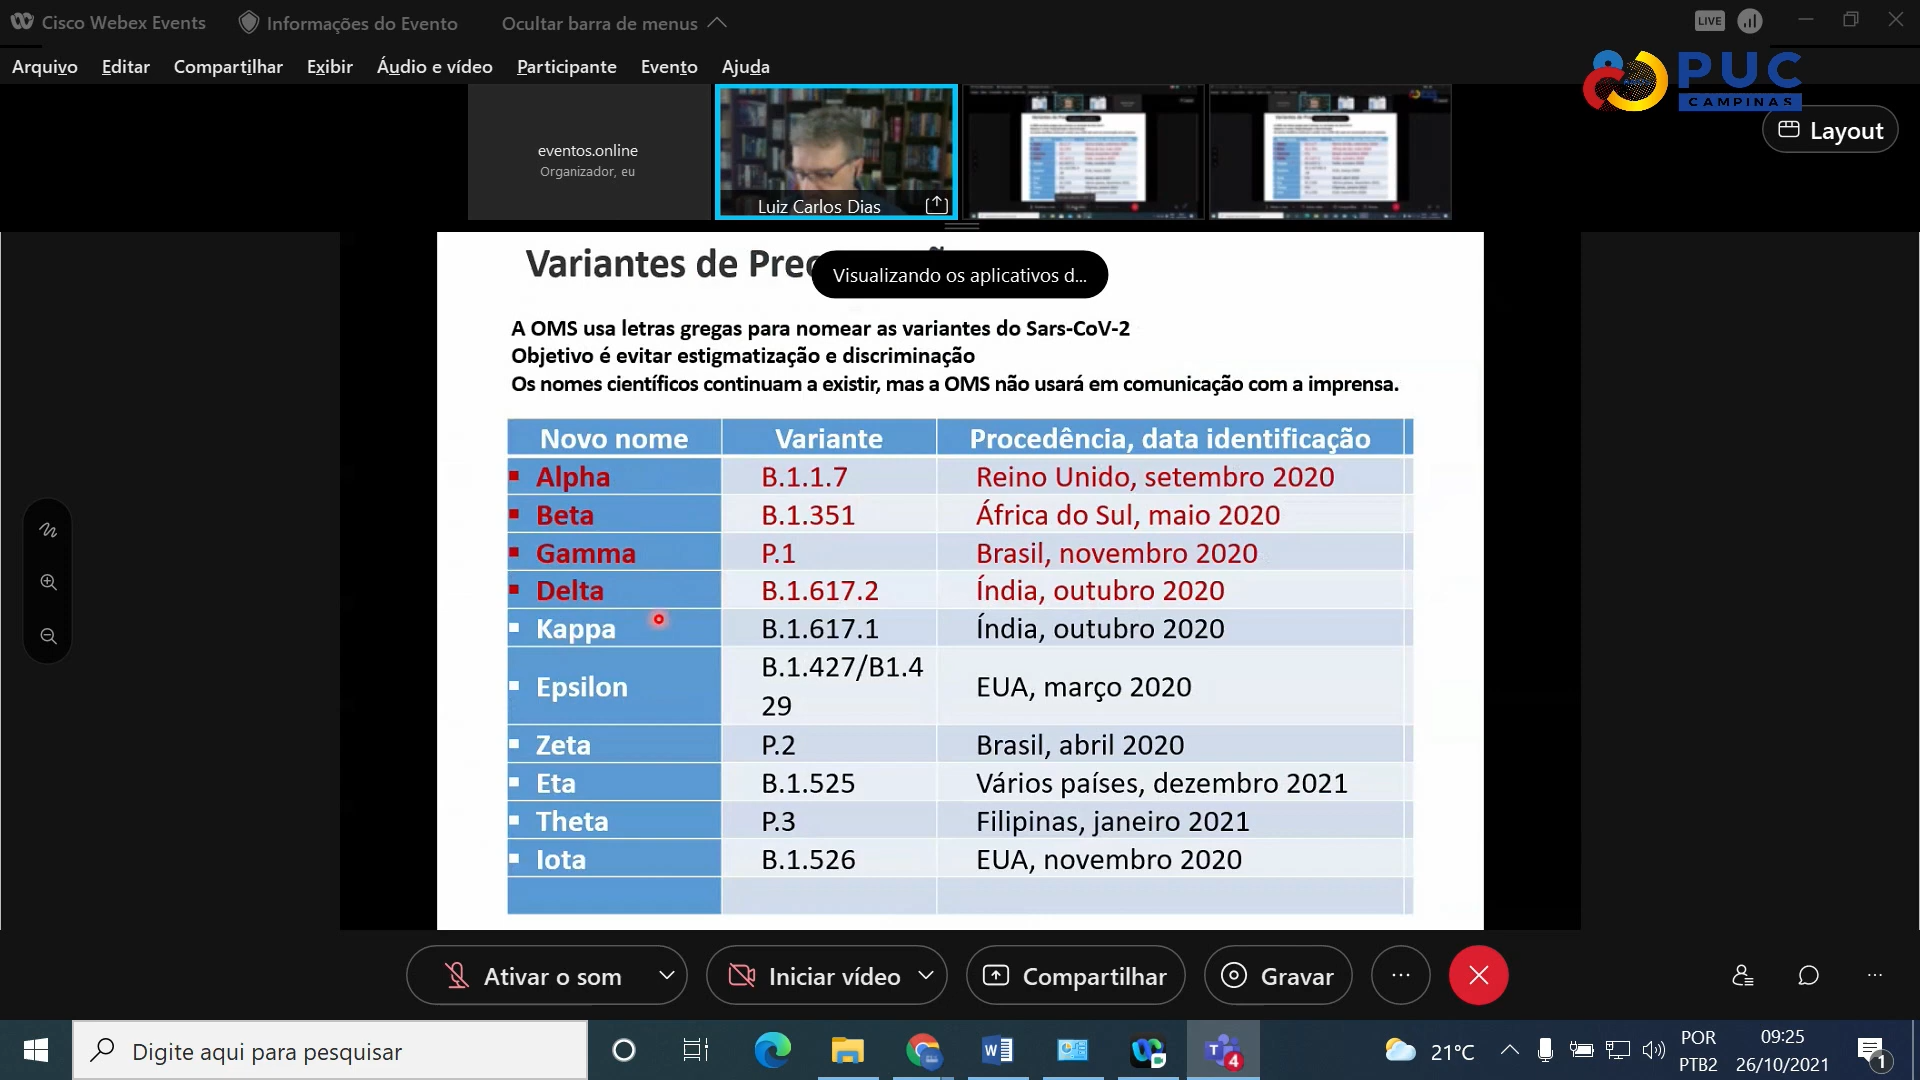 Cisco Webex Events
Informações do Evento
Ocultar barra de menus
LIVE
Arquivo Editar Compartilhar Exibir Áudio e vídeo Participante Evento Ajuda
PUC
CAMPINAS
Layout
eventos.online
Organizador, eu
Luiz Carlos Dias
Variantes de
Visualizando os aplicativos d...
A OMS usa letras gregas para nomear as variantes do Sars-CoV-2
Objetivo é evitar estigmatização e discriminação
Os nomes científicos continuam a existir, mas a OMS não usará em comunicação com a imprensa.
Novo nome Variante Procedência, data identificação
Alpha B.1.1.7 Reino Unido, setembro 2020
Beta B.1.351 África do Sul, maio 2020
Gamma P.1 Brasil, novembro 2020
Delta B.1.617.2 Índia, outubro 2020
Kappa B.1.617.1 Índia, outubro 2020
Epsilon B.1.427/B1.4
29 EUA, março 2020
Zeta P.2 Brasil, abril 2020
Eta B.1.525 Vários países, dezembro 2021
Theta P.3 Filipinas, janeiro 2021
Iota B.1.526 EUA, novembro 2020
Ativar o som Iniciar vídeo Compartilhar Gravar
Digite aqui para pesquisar
4
21°C
POR
PTB2
09:25
26/10/2021
1